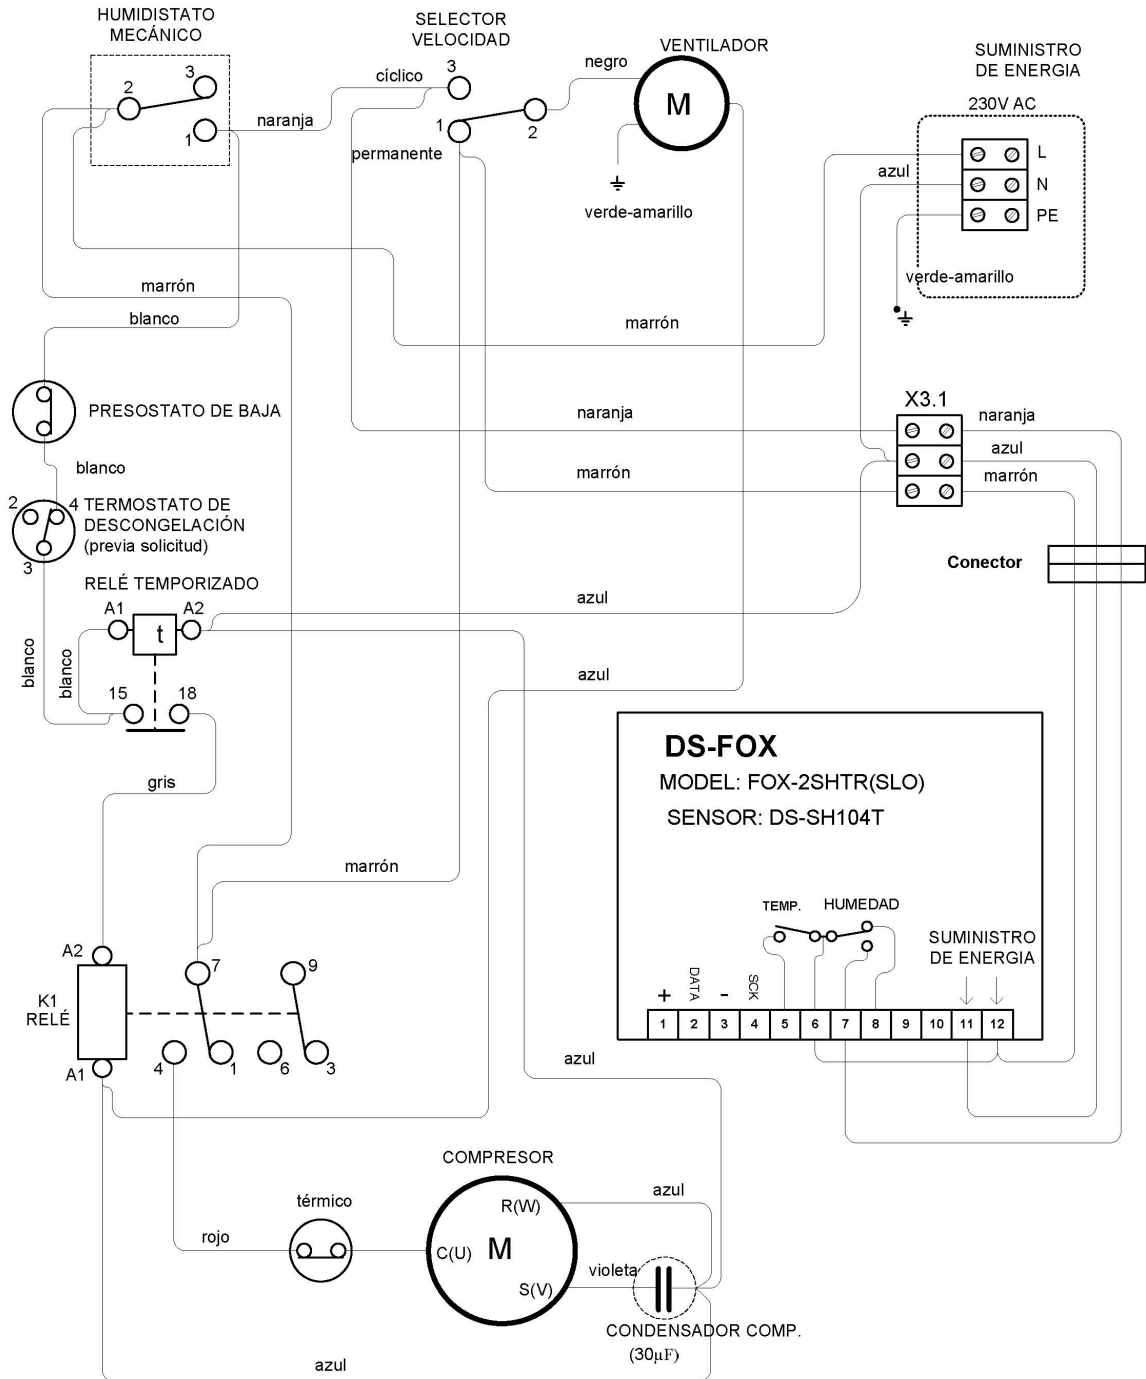 HUMIDISTATO
MECÁNICO
SELECTOR
VELOCIDAD
VENTILADOR
SUMINISTRO
DE ENERGIA
230V AC
3
2
1
naranja
cíclico
3
1
2
permanente
negro
M
verde-amarillo
azul
L
N
PE
verde-amarillo
marrón
blanco
marrón
PRESOSTATO DE BAJA
naranja
X3.1
naranja
azul
marrón
marrón
blanco
2
4 TERMOSTATO DE
DESCONGELACIÓN
(previa solicitud)
3
Conector
RELÉ TEMPORIZADO
A1
t
A2
azul
blanco
blanco
15
18
azul
gris
DS-FOX
MODEL: FOX-2SHTR(SLO)
SENSOR: DS-SH104T
marrón
TEMP.
HUMEDAD
SUMINISTRO
DE ENERGIA
+
DATA
-
SCK
1 2 3 4 5 6 7 8 9 10 11 12
A2
7
9
K1
RELÉ
A1
4
1
6
3
azul
COMPRESOR
térmico
rojo
R(W)
C(U)
M
S(V)
azul
violeta
CONDENSADOR COMP.
(30µF)
azul